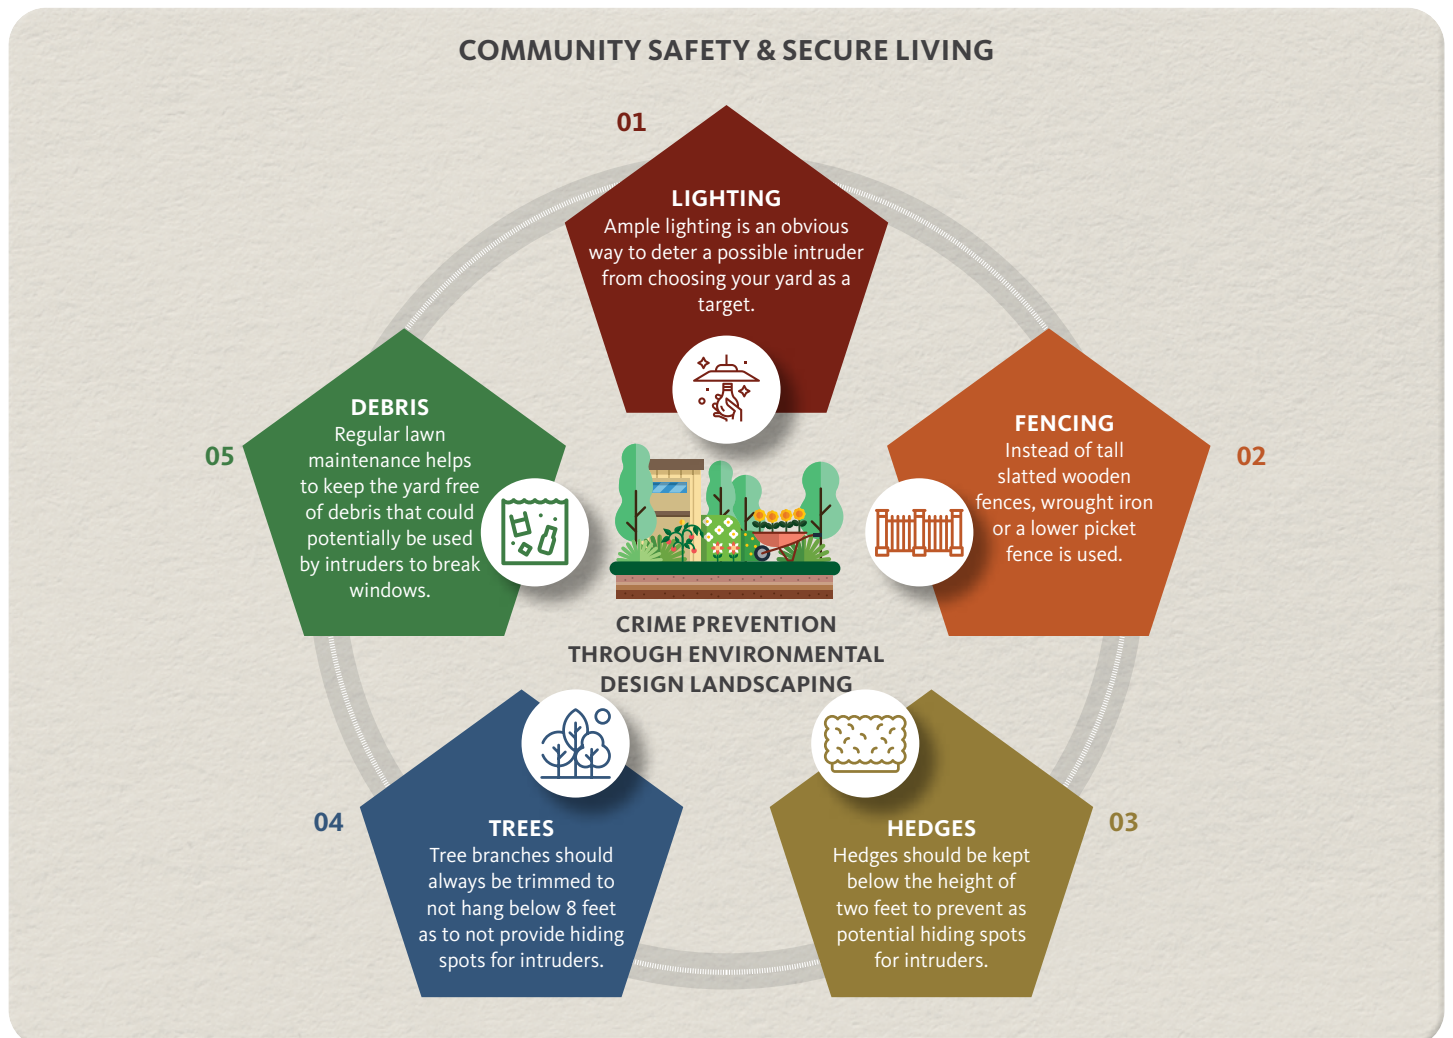 COMMUNITY SAFETY & SECURE LIVING
01
LIGHTING
Ample lighting is an obvious
way to deter a possible intruder
from choosing your yard as a
target.
02
FENCING
Instead of tall
slatted wooden
fences, wrought iron
or a lower picket
fence is used.
03
HEDGES
Hedges should be kept
below the height of
two feet to prevent as
potential hiding spots
for intruders.
04
TREES
Tree branches should
always be trimmed to
not hang below 8 feet
as to not provide hiding
spots for intruders.
05
DEBRIS
Regular lawn
maintenance helps
to keep the yard free
of debris that could
potentially be used
by intruders to break
windows.
CRIME PREVENTION
THROUGH ENVIRONMENTAL
DESIGN LANDSCAPING